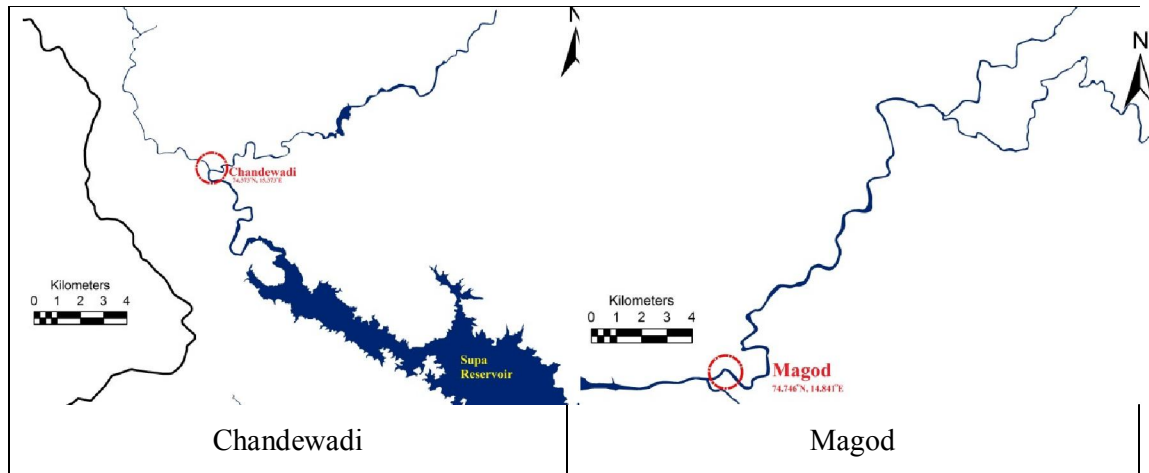 N
Chandewadi
Kilometers
0 1 2 3 4
Supa
Reservoir
Chandewadi
N
Kilometers
0 1 2 3 4
Magod
74.746°N, 14.841°E
Magod